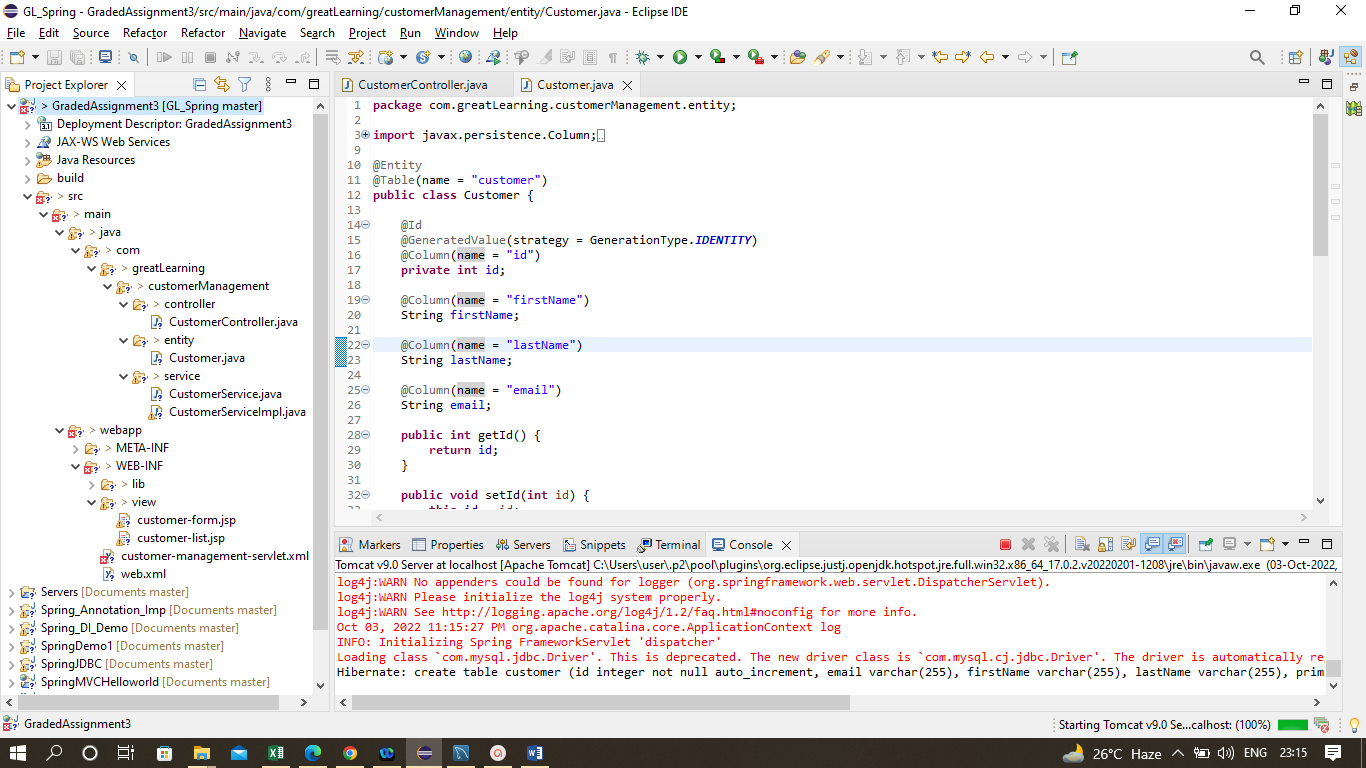 GL_Spring - GradedAssignment3/src/main/java/com/greatLearning/customerManagement/entity/Customer.java - Eclipse IDE
File Edit Source Refactor Refactor Navigate Search Project Run Window Help
Project Explorer
> GradedAssignment3 [GL_Spring master]
Deployment Descriptor: GradedAssignment3
JAX-WS Web Services
Java Resources
build
> src
> main
> java
> com
> greatLearning
> customerManagement
> controller
CustomerController.java
> entity
Customer.java
> service
CustomerService.java
CustomerServiceImpl.java
> webapp
> META-INF
> WEB-INF
> lib
> view
customer-form.jsp
customer-list.jsp
customer-management-servlet.xml
web.xml
Servers [Documents master]
Spring_Annotation_Imp [Documents master]
Spring_DI_Demo [Documents master]
SpringDemo1 [Documents master]
SpringJDBC [Documents master]
SpringMVCHelloworld [Documents master]
CustomerController.java Customer.java
1 package com.greatLearning.customerManagement.entity;
2
3 import javax.persistence.Column;
9
10 @Entity
11 @Table(name = "customer")
12 public class Customer {
13
14 @Id
15 @GeneratedValue(strategy = GenerationType.IDENTITY)
16 @Column(name = "id")
17 private int id;
18
19 @Column(name = "firstName")
20 String firstName;
21
22 @Column(name = "lastName")
23 String lastName;
24
25 @Column(name = "email")
26 String email;
27
28 public int getId() {
29 return id;
30 }
31
32 public void setId(int id) {
Markers Properties Servers Snippets Terminal Console
Tomcat v9.0 Server at localhost [Apache Tomcat] C:\Users\user\.p2\pool\plugins\org.eclipse.justj.openjdk.hotspot.jre.full.win32.x86_64_17.0.2.v20220201-1208\jre\bin\javaw.exe (03-Oct-2022,
log4j:WARN No appenders could be found for logger (org.springframework.web.servlet.DispatcherServlet).
log4j:WARN Please initialize the log4j system properly.
log4j:WARN See http://logging.apache.org/log4j/1.2/faq.html#noconfig for more info.
Oct 03, 2022 11:15:27 PM org.apache.catalina.core.ApplicationContext log
INFO: Initializing Spring FrameworkServlet 'dispatcher'
Loading class `com.mysql.jdbc.Driver'. This is deprecated. The new driver class is `com.mysql.cj.jdbc.Driver'. The driver is automatically re
Hibernate: create table customer (id integer not null auto_increment, email varchar(255), firstName varchar(255), lastName varchar(255), prim
GradedAssignment3
Starting Tomcat v9.0 Se...calhost: (100%)
26°C Haze ENG 23:15